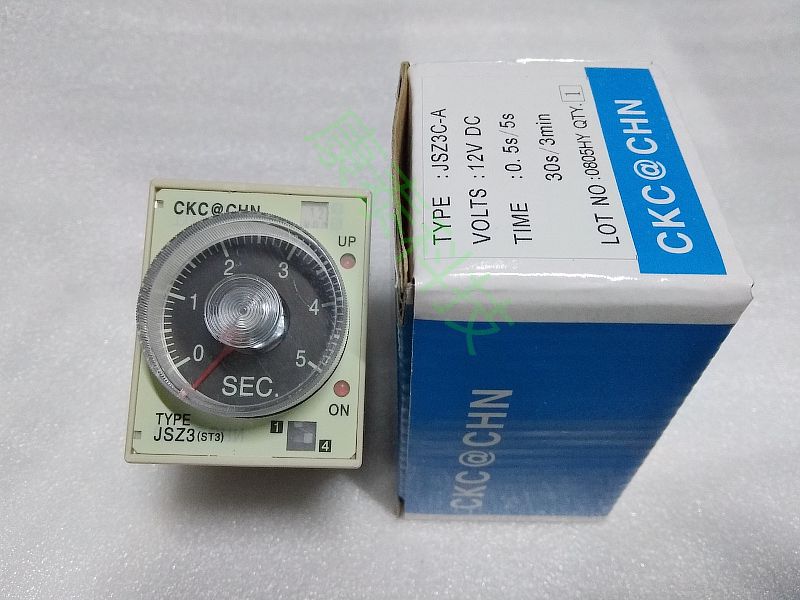 CKC@CHN
UP
0
1
2
3
4
5
SEC.
ON
TYPE
JSZ3(ST3)
1
4
TYPE :JSZ3C-A
VOLTS :12V DC
TIME :0.5s/5s
30s/3min
LOT NO :0805HY QTY. 1
CKC@CHN
CKC@CHN